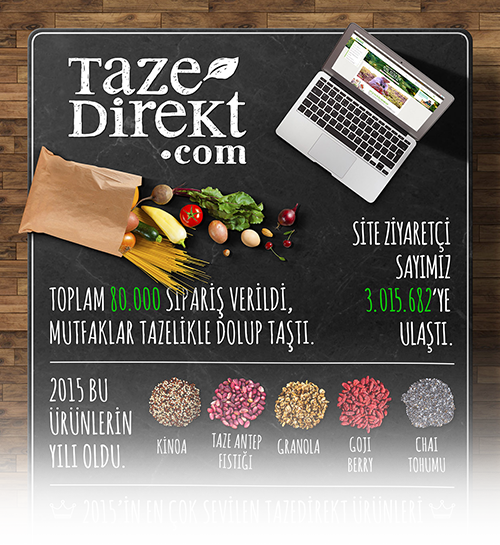 Taze
Direkt
.com
SİTE ZİYARETÇİ
SAYIMIZ
3.015.682'YE
ULAŞTI.
TOPLAM 80.000 SİPARİŞ VERİLDİ,
MUTFAKLAR TAZELİKLE DOLUP TAŞTI.
2015 BU
ÜRÜNLERİN
YILI OLDU.
KİNOA
TAZE ANTEP
FISTIĞI
GRANOLA
GOJI
BERRY
CHAI
TOHUMU
2015'İN EN ÇOK SEVİLEN TAZEDİREKT ÜRÜNLERİ